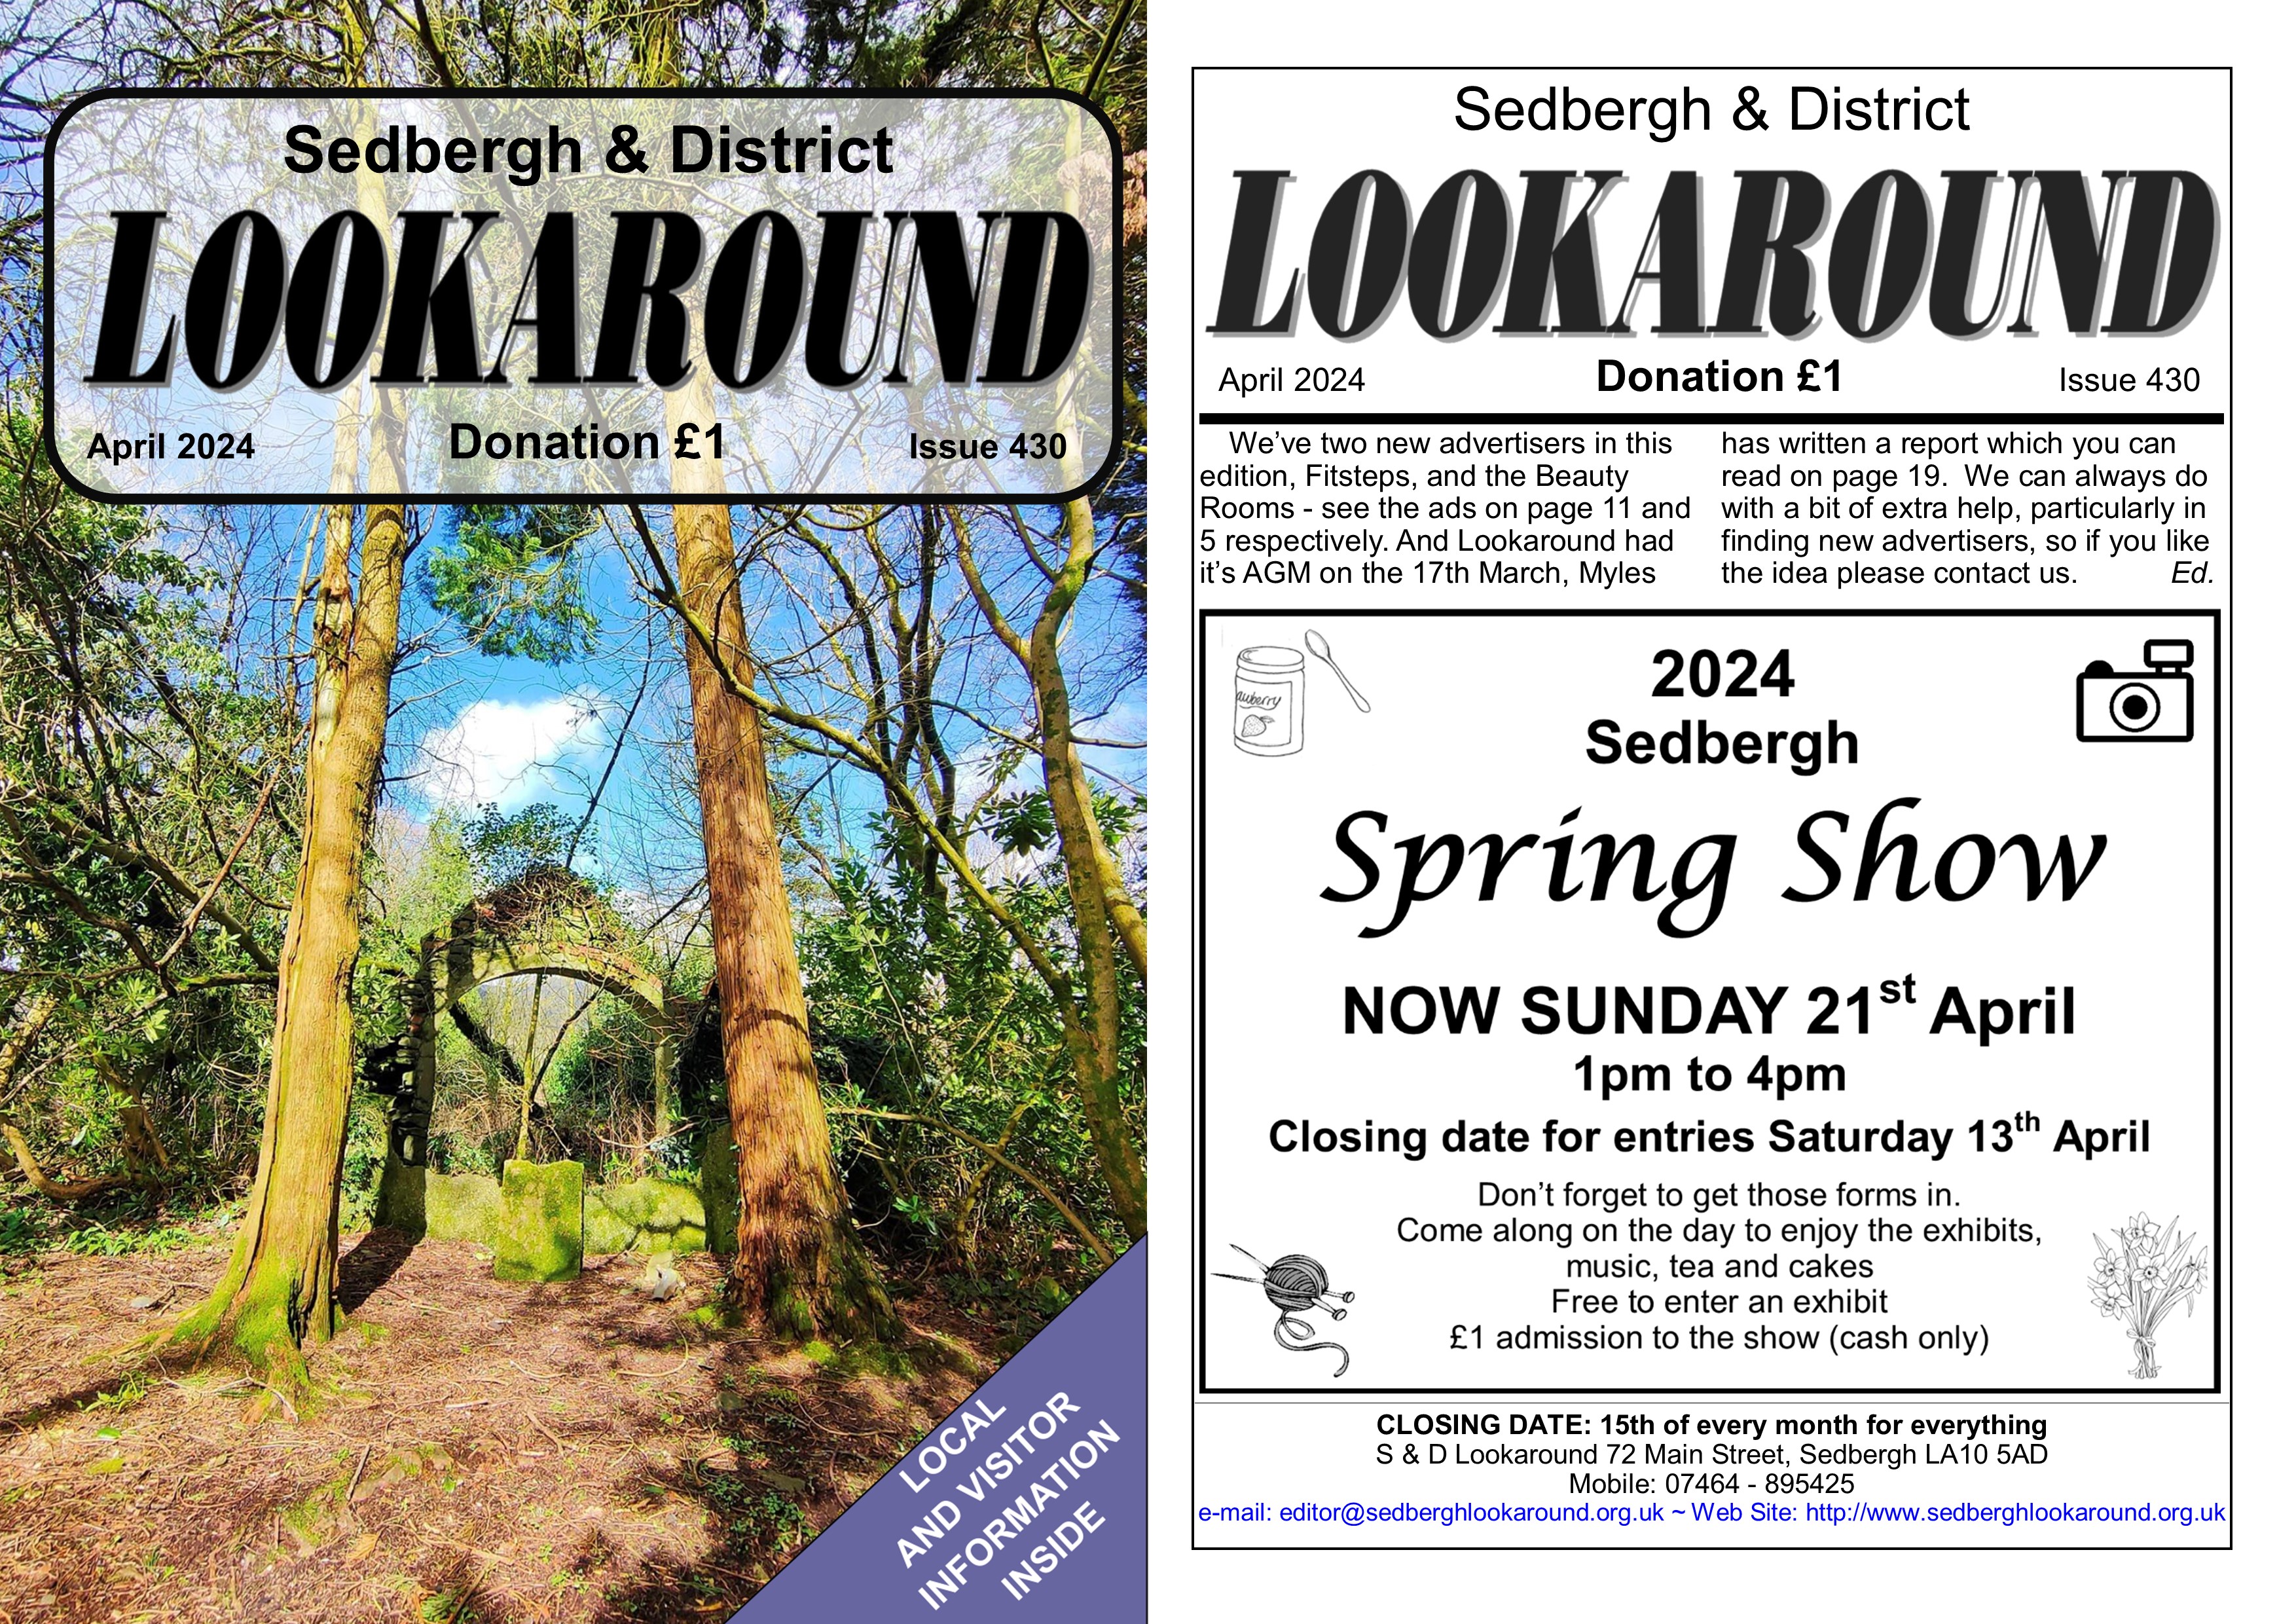 Sedbergh & District
LOOKAROUND
April 2024 Donation £1 Issue 430
LOCAL
AND VISITOR
INFORMATION
INSIDE
Sedbergh & District
LOOKAROUND
April 2024 Donation £1 Issue 430
We’ve two new advertisers in this
edition, Fitsteps, and the Beauty
Rooms - see the ads on page 11 and
5 respectively. And Lookaround had
it’s AGM on the 17th March, Myles
has written a report which you can
read on page 19. We can always do
with a bit of extra help, particularly in
finding new advertisers, so if you like
the idea please contact us. Ed.
awberry
2024
Sedbergh
Spring Show
NOW SUNDAY 21st April
1pm to 4pm
Closing date for entries Saturday 13th April
Don’t forget to get those forms in.
Come along on the day to enjoy the exhibits,
music, tea and cakes
Free to enter an exhibit
£1 admission to the show (cash only)
CLOSING DATE: 15th of every month for everything
S & D Lookaround 72 Main Street, Sedbergh LA10 5AD
Mobile: 07464 - 895425
e-mail: editor@sedberghlookaround.org.uk ~ Web Site: http://www.sedberghlookaround.org.uk